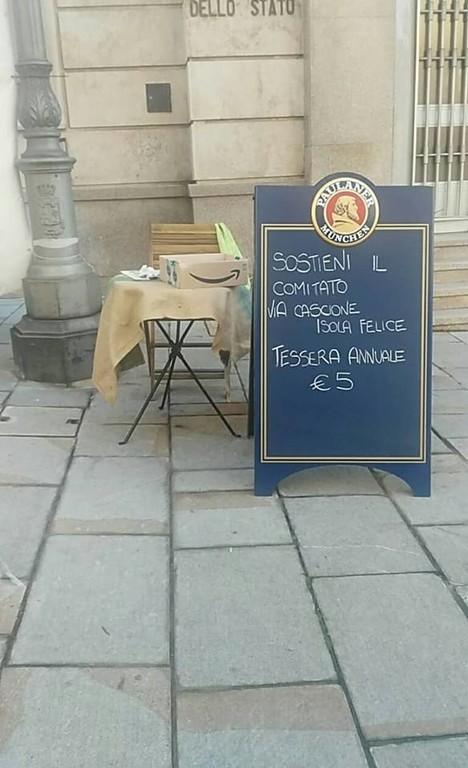 DELLO STATO
PAULANER
MÜNCHEN
SOSTIENI IL
COMITATO
VIA CASCIONE
ISOLA FELICE
TESSERA ANNUALE
€ 5